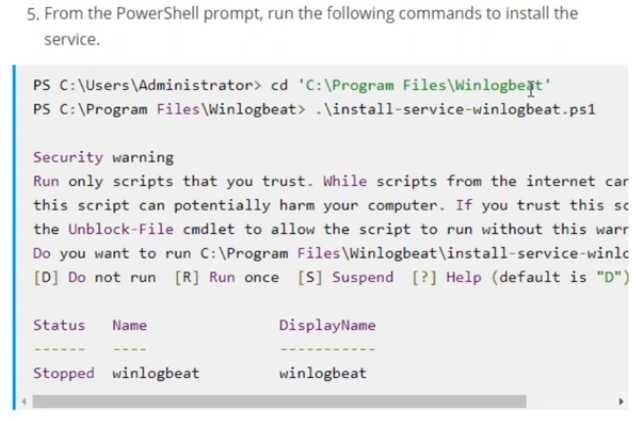 5. From the PowerShell prompt, run the following commands to install the
service.
PS C:\Users\Administrator> cd 'C:\Program Files\Winlogbeat'
PS C:\Program Files\Winlogbeat> .\install-service-winlogbeat.ps1
Security warning
Run only scripts that you trust. While scripts from the internet can
this script can potentially harm your computer. If you trust this sc
the Unblock-File cmdlet to allow the script to run without this warn
Do you want to run C:\Program Files\Winlogbeat\install-service-winlo
[D] Do not run  [R] Run once  [S] Suspend  [?] Help (default is "D")
Status   Name               DisplayName
------   ----               -----------
Stopped  winlogbeat         winlogbeat